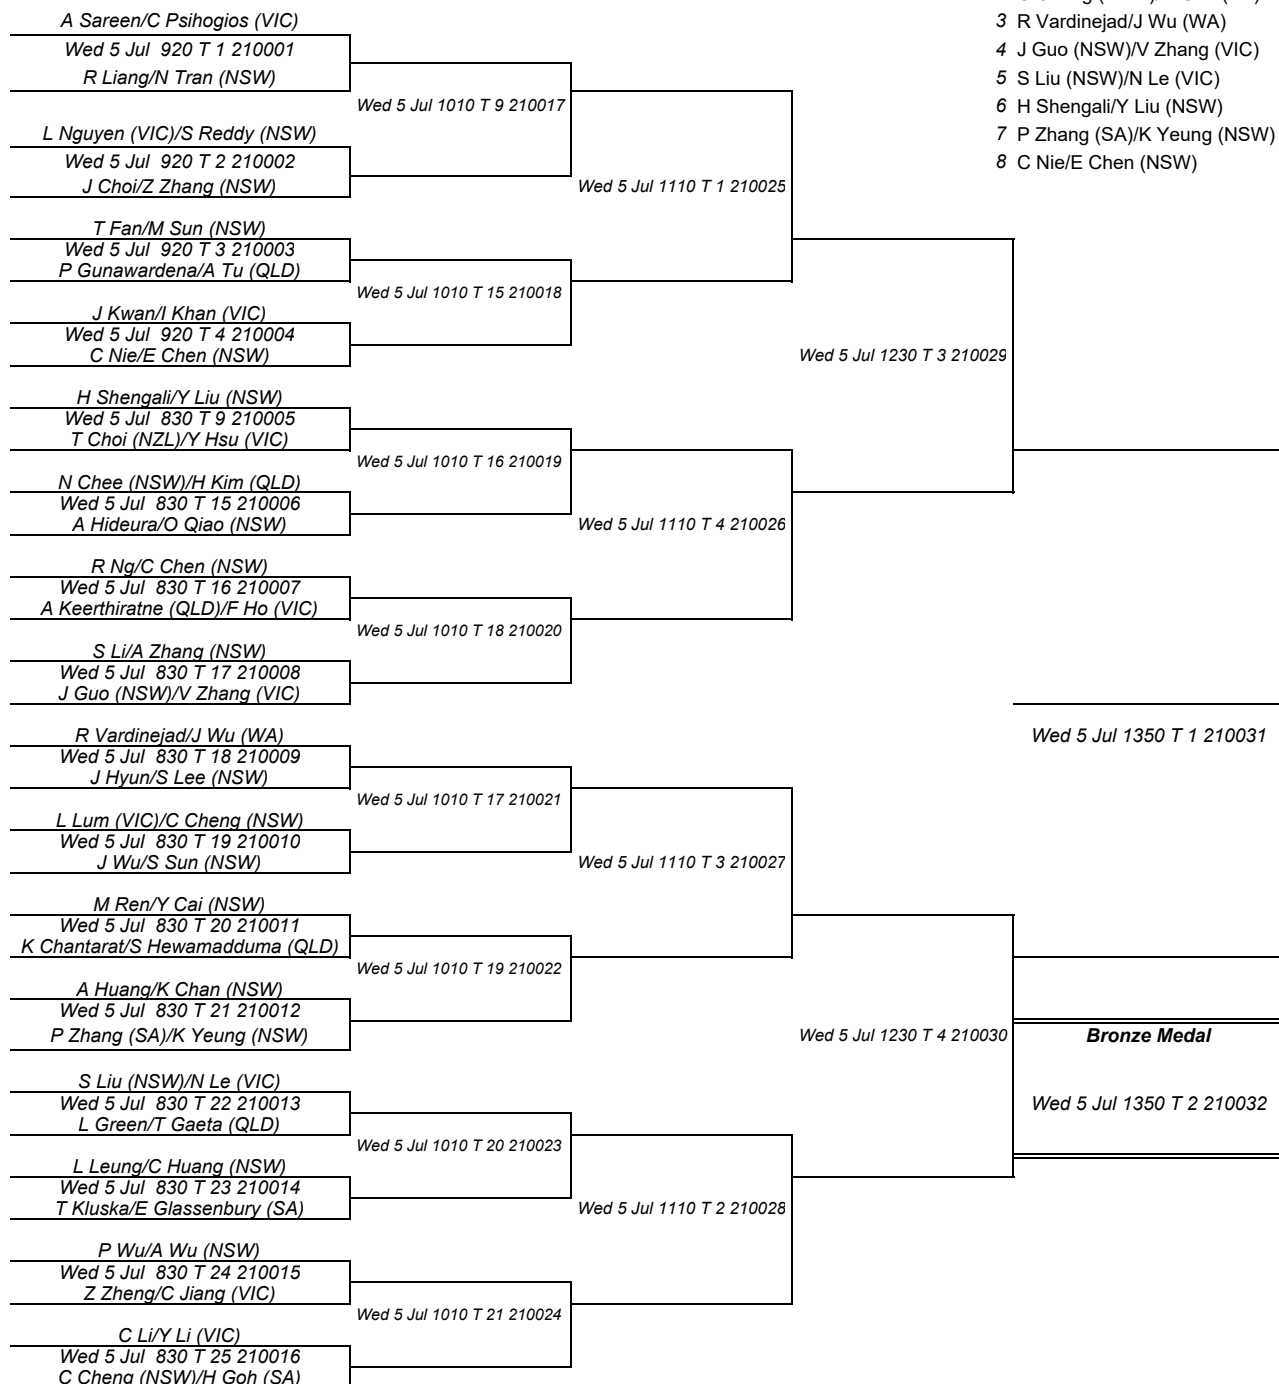 3 R Vardinejad/J Wu (WA)
4 J Guo (NSW)/V Zhang (VIC)
5 S Liu (NSW)/N Le (VIC)
6 H Shengali/Y Liu (NSW)
7 P Zhang (SA)/K Yeung (NSW)
8 C Nie/E Chen (NSW)
A Sareen/C Psihogios (VIC)
Wed 5 Jul 920 T 1 210001
R Liang/N Tran (NSW)
L Nguyen (VIC)/S Reddy (NSW)
Wed 5 Jul 920 T 2 210002
J Choi/Z Zhang (NSW)
T Fan/M Sun (NSW)
Wed 5 Jul 920 T 3 210003
P Gunawardena/A Tu (QLD)
J Kwan/I Khan (VIC)
Wed 5 Jul 920 T 4 210004
C Nie/E Chen (NSW)
H Shengali/Y Liu (NSW)
Wed 5 Jul 830 T 9 210005
T Choi (NZL)/Y Hsu (VIC)
N Chee (NSW)/H Kim (QLD)
Wed 5 Jul 830 T 15 210006
A Hideura/O Qiao (NSW)
R Ng/C Chen (NSW)
Wed 5 Jul 830 T 16 210007
A Keerthiratne (QLD)/F Ho (VIC)
S Li/A Zhang (NSW)
Wed 5 Jul 830 T 17 210008
J Guo (NSW)/V Zhang (VIC)
R Vardinejad/J Wu (WA)
Wed 5 Jul 830 T 18 210009
J Hyun/S Lee (NSW)
L Lum (VIC)/C Cheng (NSW)
Wed 5 Jul 830 T 19 210010
J Wu/S Sun (NSW)
M Ren/Y Cai (NSW)
Wed 5 Jul 830 T 20 210011
K Chantarat/S Hewamadduma (QLD)
A Huang/K Chan (NSW)
Wed 5 Jul 830 T 21 210012
P Zhang (SA)/K Yeung (NSW)
S Liu (NSW)/N Le (VIC)
Wed 5 Jul 830 T 22 210013
L Green/T Gaeta (QLD)
L Leung/C Huang (NSW)
Wed 5 Jul 830 T 23 210014
T Kluska/E Glassenbury (SA)
P Wu/A Wu (NSW)
Wed 5 Jul 830 T 24 210015
Z Zheng/C Jiang (VIC)
C Li/Y Li (VIC)
Wed 5 Jul 830 T 25 210016
C Cheng (NSW)/H Goh (SA)
Wed 5 Jul 1010 T 9 210017
Wed 5 Jul 1010 T 15 210018
Wed 5 Jul 1010 T 16 210019
Wed 5 Jul 1010 T 18 210020
Wed 5 Jul 1010 T 17 210021
Wed 5 Jul 1010 T 19 210022
Wed 5 Jul 1010 T 20 210023
Wed 5 Jul 1010 T 21 210024
Wed 5 Jul 1110 T 1 210025
Wed 5 Jul 1110 T 4 210026
Wed 5 Jul 1110 T 3 210027
Wed 5 Jul 1110 T 2 210028
Wed 5 Jul 1230 T 3 210029
Wed 5 Jul 1230 T 4 210030
Wed 5 Jul 1350 T 1 210031
Bronze Medal
Wed 5 Jul 1350 T 2 210032